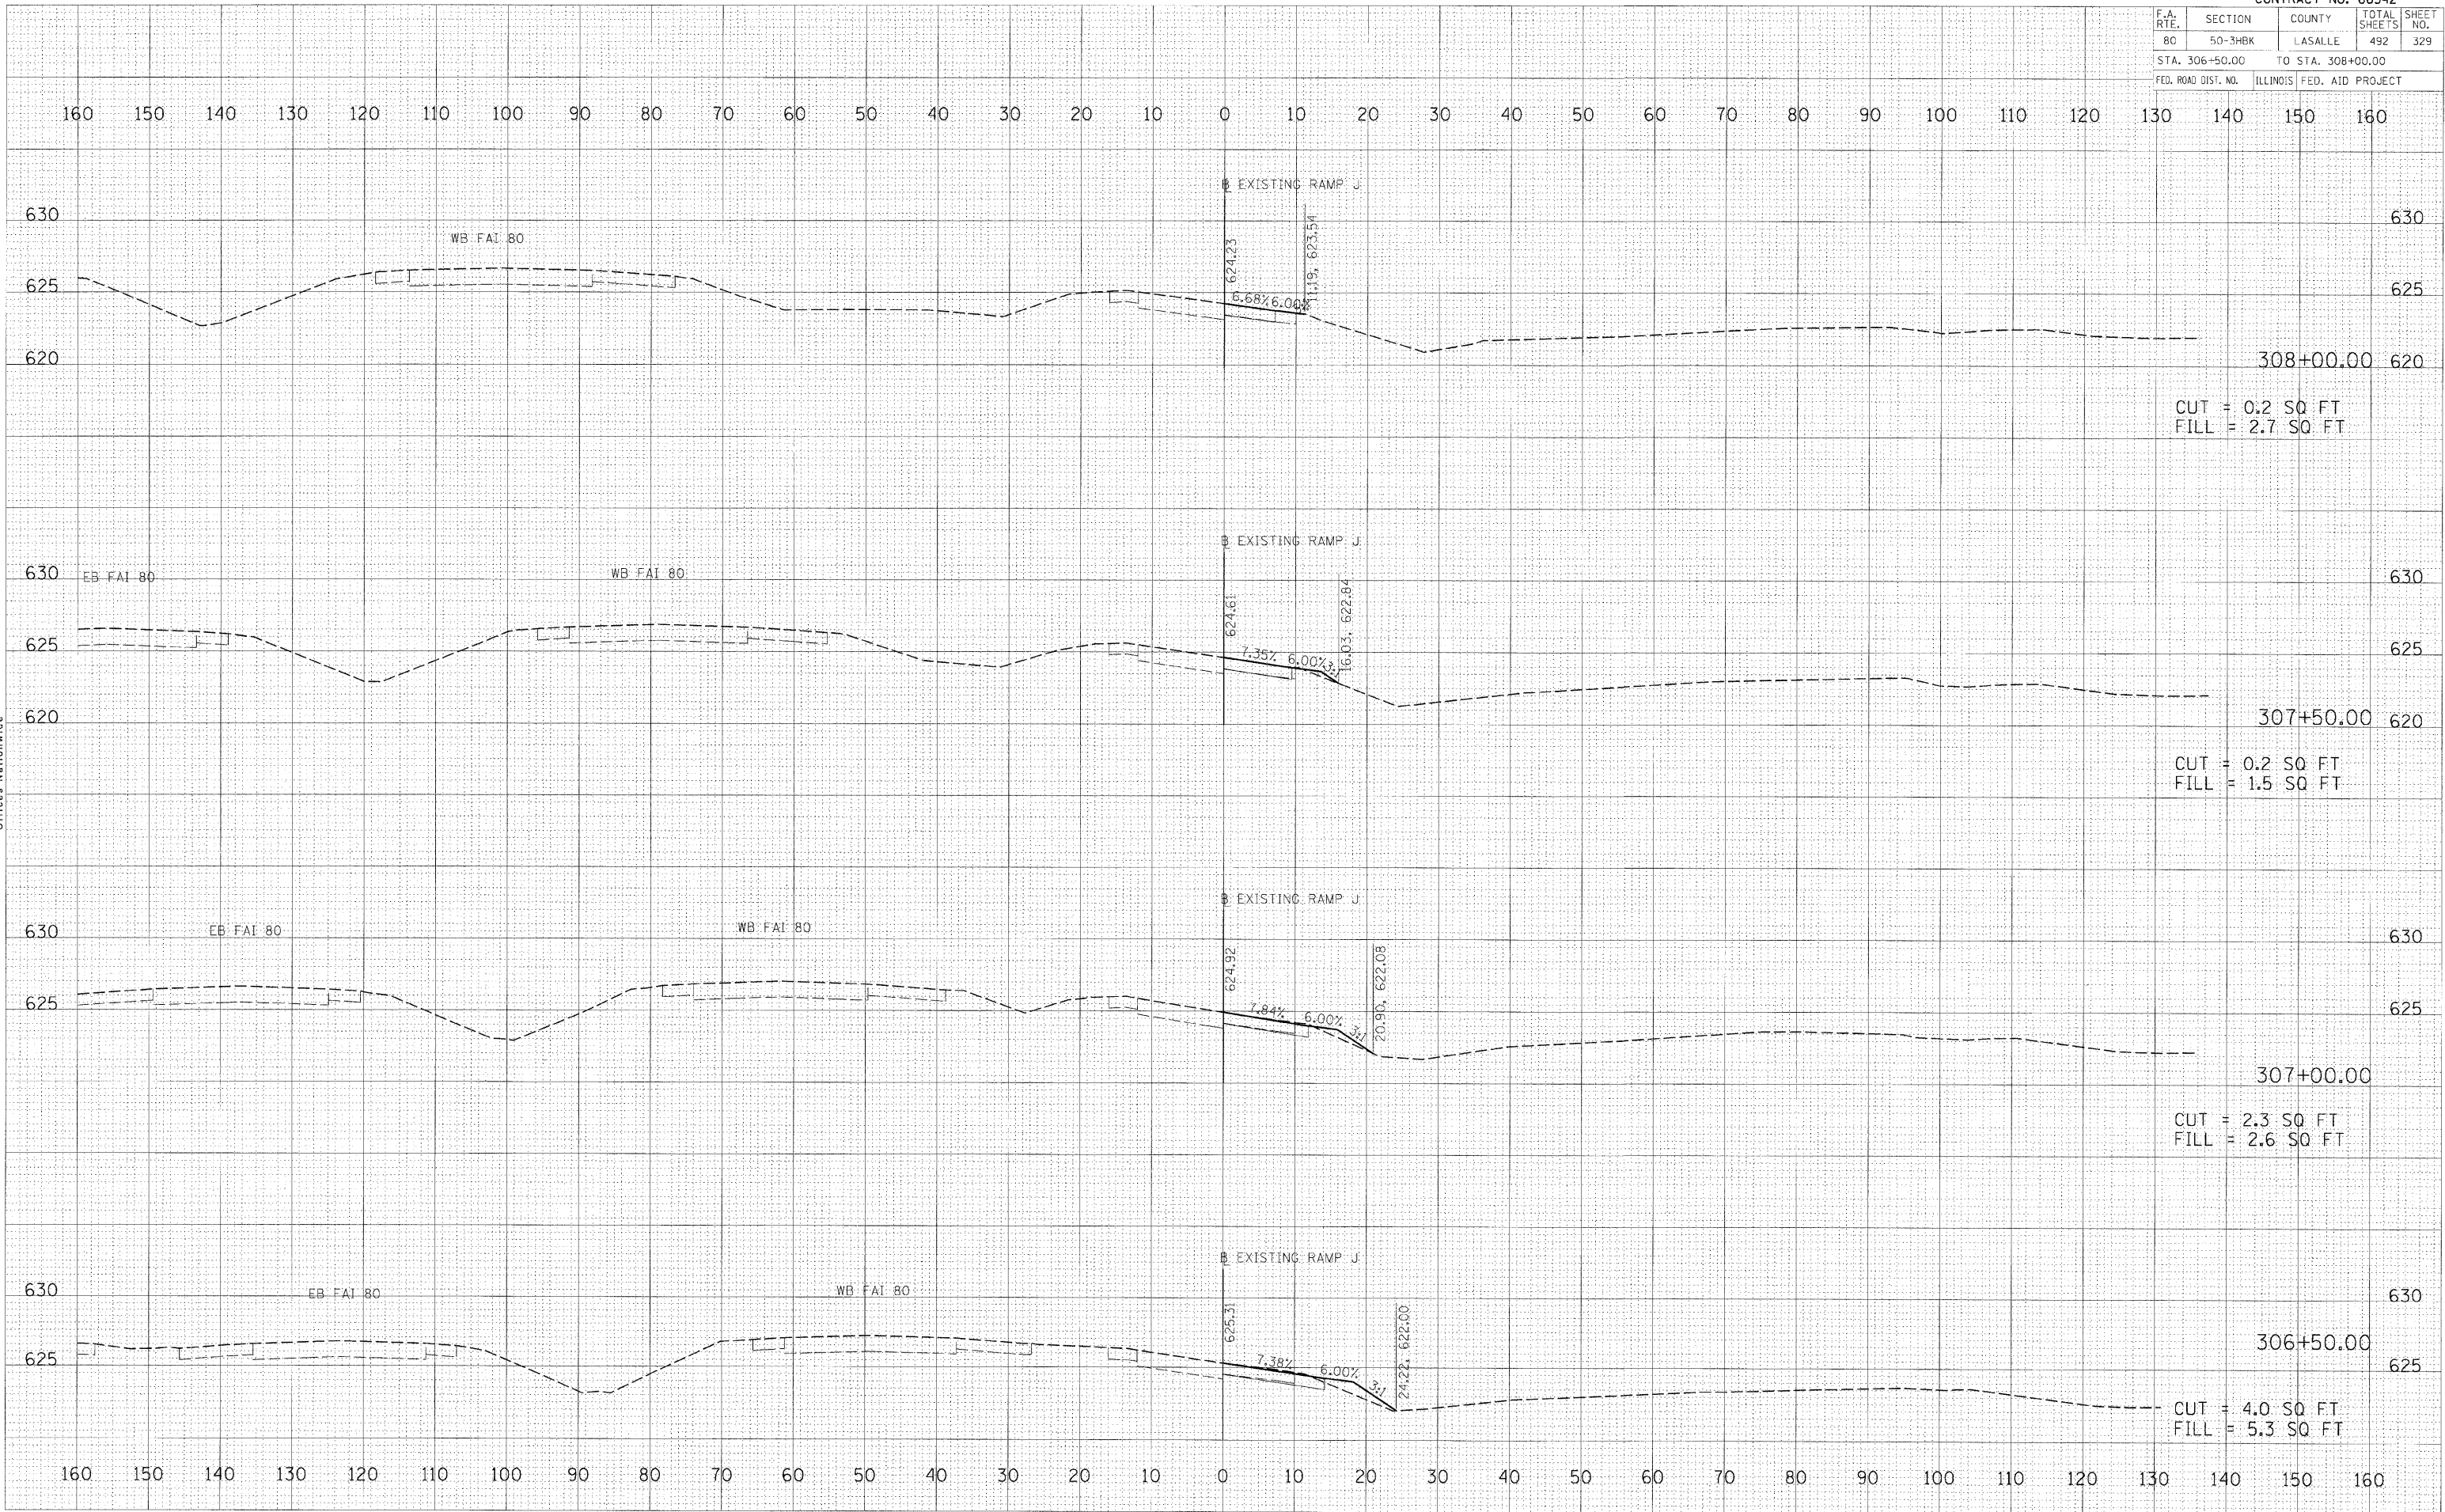 F.A. RTE. SECTION COUNTY TOTAL SHEETS SHEET NO.
80 50-3HBK LASALLE 492 329
STA. 306+50.00 TO STA. 308+00.00
FED. ROAD DIST. NO. ILLINOIS FED. AID PROJECT
160 150 140 130 120 110 100 90 80 70 60 50 40 30 20 10 0 10 20 30 40 50 60 70 80 90 100 110 120 130 140 150 160
B EXISTING RAMP J
630 630
WB FAI 80
624.23
11.19, 623.54
625 6.68% 6.00% 625
620 308+00.00 620
CUT = 0.2 SQ FT
FILL = 2.7 SQ FT
B EXISTING RAMP J
630 EB FAI 80 WB FAI 80 630
624.61
16.03, 622.84
625 7.35% 6.00% 3:1 625
620 307+50.00 620
CUT = 0.2 SQ FT
FILL = 1.5 SQ FT
B EXISTING RAMP J
630 EB FAI 80 WB FAI 80 630
624.92
20.90, 622.08
625 7.84% 6.00% 3:1 625
307+00.00
CUT = 2.3 SQ FT
FILL = 2.6 SQ FT
B EXISTING RAMP J
630 EB FAI 80 WB FAI 80 630
625.31
24.22, 622.00
306+50.00
625 7.38% 6.00% 3:1 625
CUT = 4.0 SQ FT
FILL = 5.3 SQ FT
160 150 140 130 120 110 100 90 80 70 60 50 40 30 20 10 0 10 20 30 40 50 60 70 80 90 100 110 120 130 140 150 160